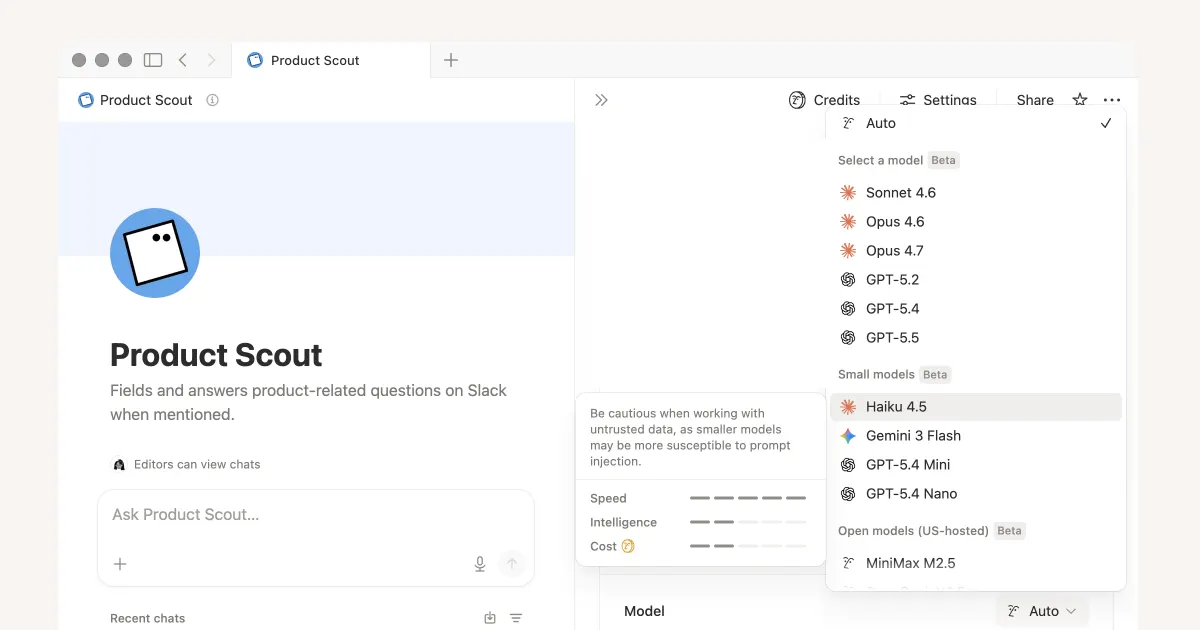 Product Scout
Product Scout
Credits
Settings
Share
Product Scout
Fields and answers product-related questions on Slack
when mentioned.
Editors can view chats
Ask Product Scout...
Recent chats
Auto
Select a model Beta
Sonnet 4.6
Opus 4.6
Opus 4.7
GPT-5.2
GPT-5.4
GPT-5.5
Small models Beta
Haiku 4.5
Gemini 3 Flash
GPT-5.4 Mini
GPT-5.4 Nano
Open models (US-hosted) Beta
MiniMax M2.5
Be cautious when working with
untrusted data, as smaller models
may be more susceptible to prompt
injection.
Speed
Intelligence
Cost
Model
Auto